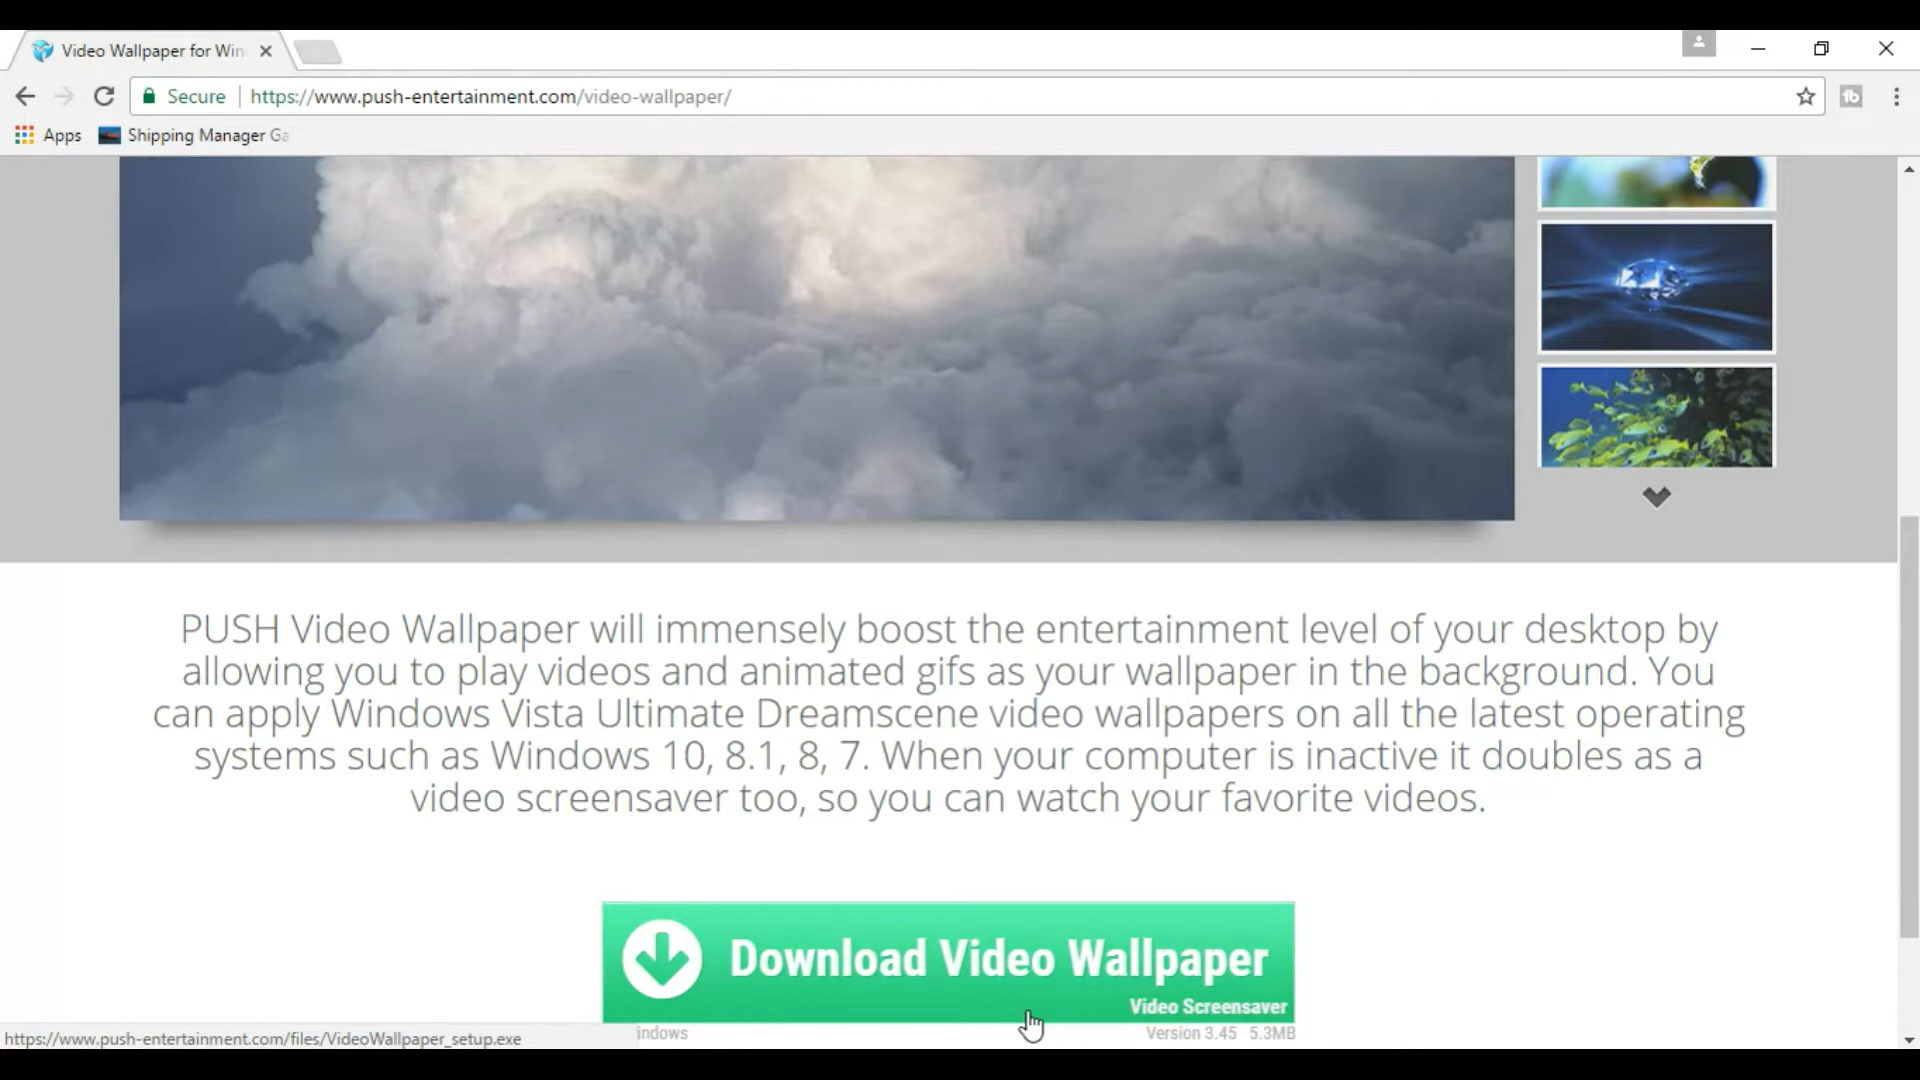 Video Wallpaper for Win
Secure https://www.push-entertainment.com/video-wallpaper/
Apps Shipping Manager Ga
PUSH Video Wallpaper will immensely boost the entertainment level of your desktop by
allowing you to play videos and animated gifs as your wallpaper in the background. You
can apply Windows Vista Ultimate Dreamscene video wallpapers on all the latest operating
systems such as Windows 10, 8.1, 8, 7. When your computer is inactive it doubles as a
video screensaver too, so you can watch your favorite videos.
Download Video Wallpaper
Video Screensaver
indows Version 3.45 5.3MB
https://www.push-entertainment.com/files/VideoWallpaper_setup.exe